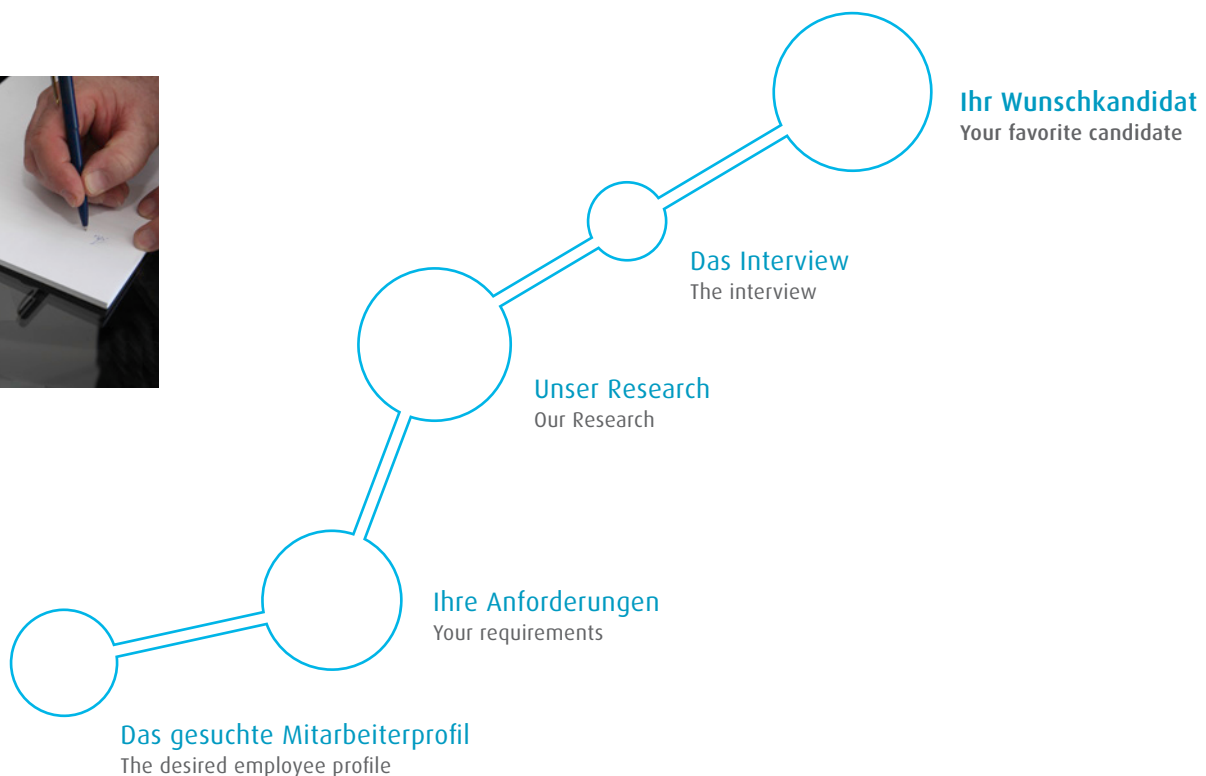 Ihr Wunschkandidat
Your favorite candidate
Das Interview
The interview
Unser Research
Our Research
Ihre Anforderungen
Your requirements
Das gesuchte Mitarbeiterprofil
The desired employee profile